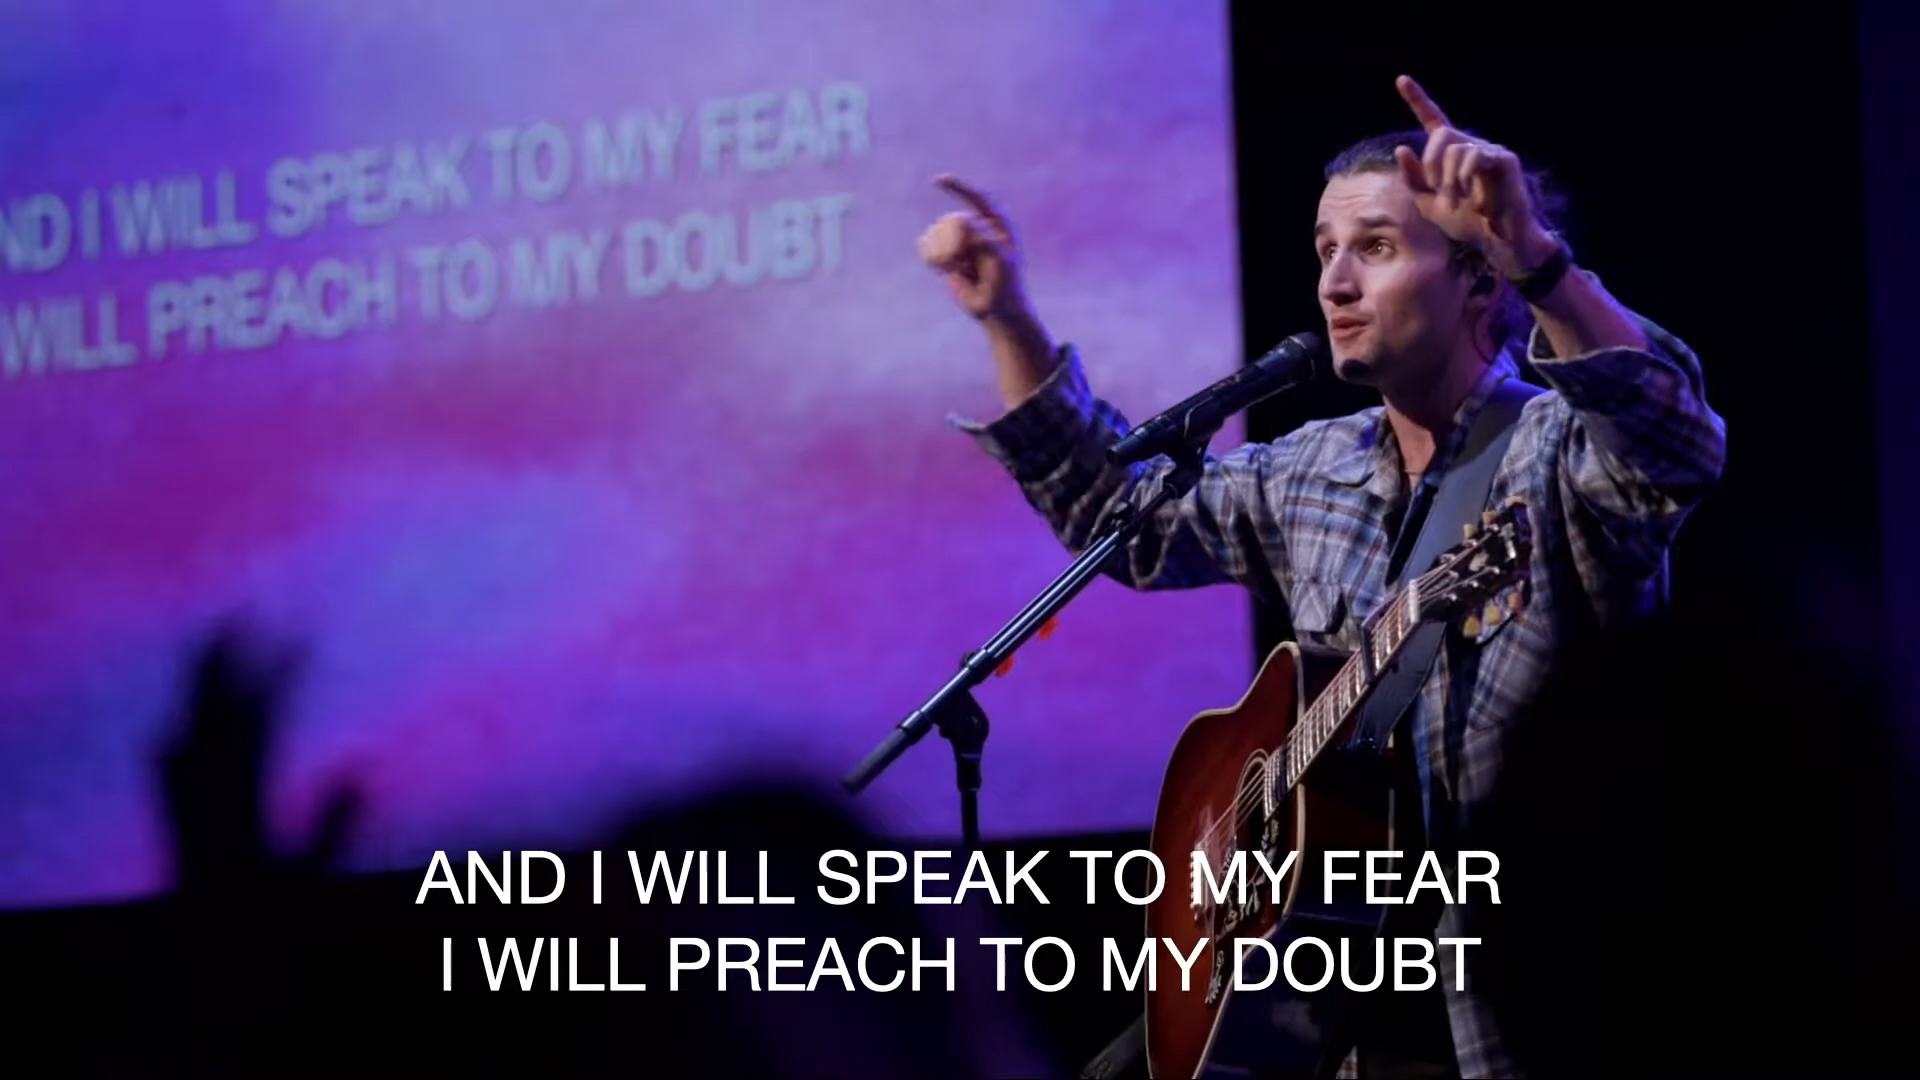 ND I WILL SPEAK TO MY FEAR
WILL PREACH TO MY DOUBT
AND I WILL SPEAK TO MY FEAR
I WILL PREACH TO MY DOUBT